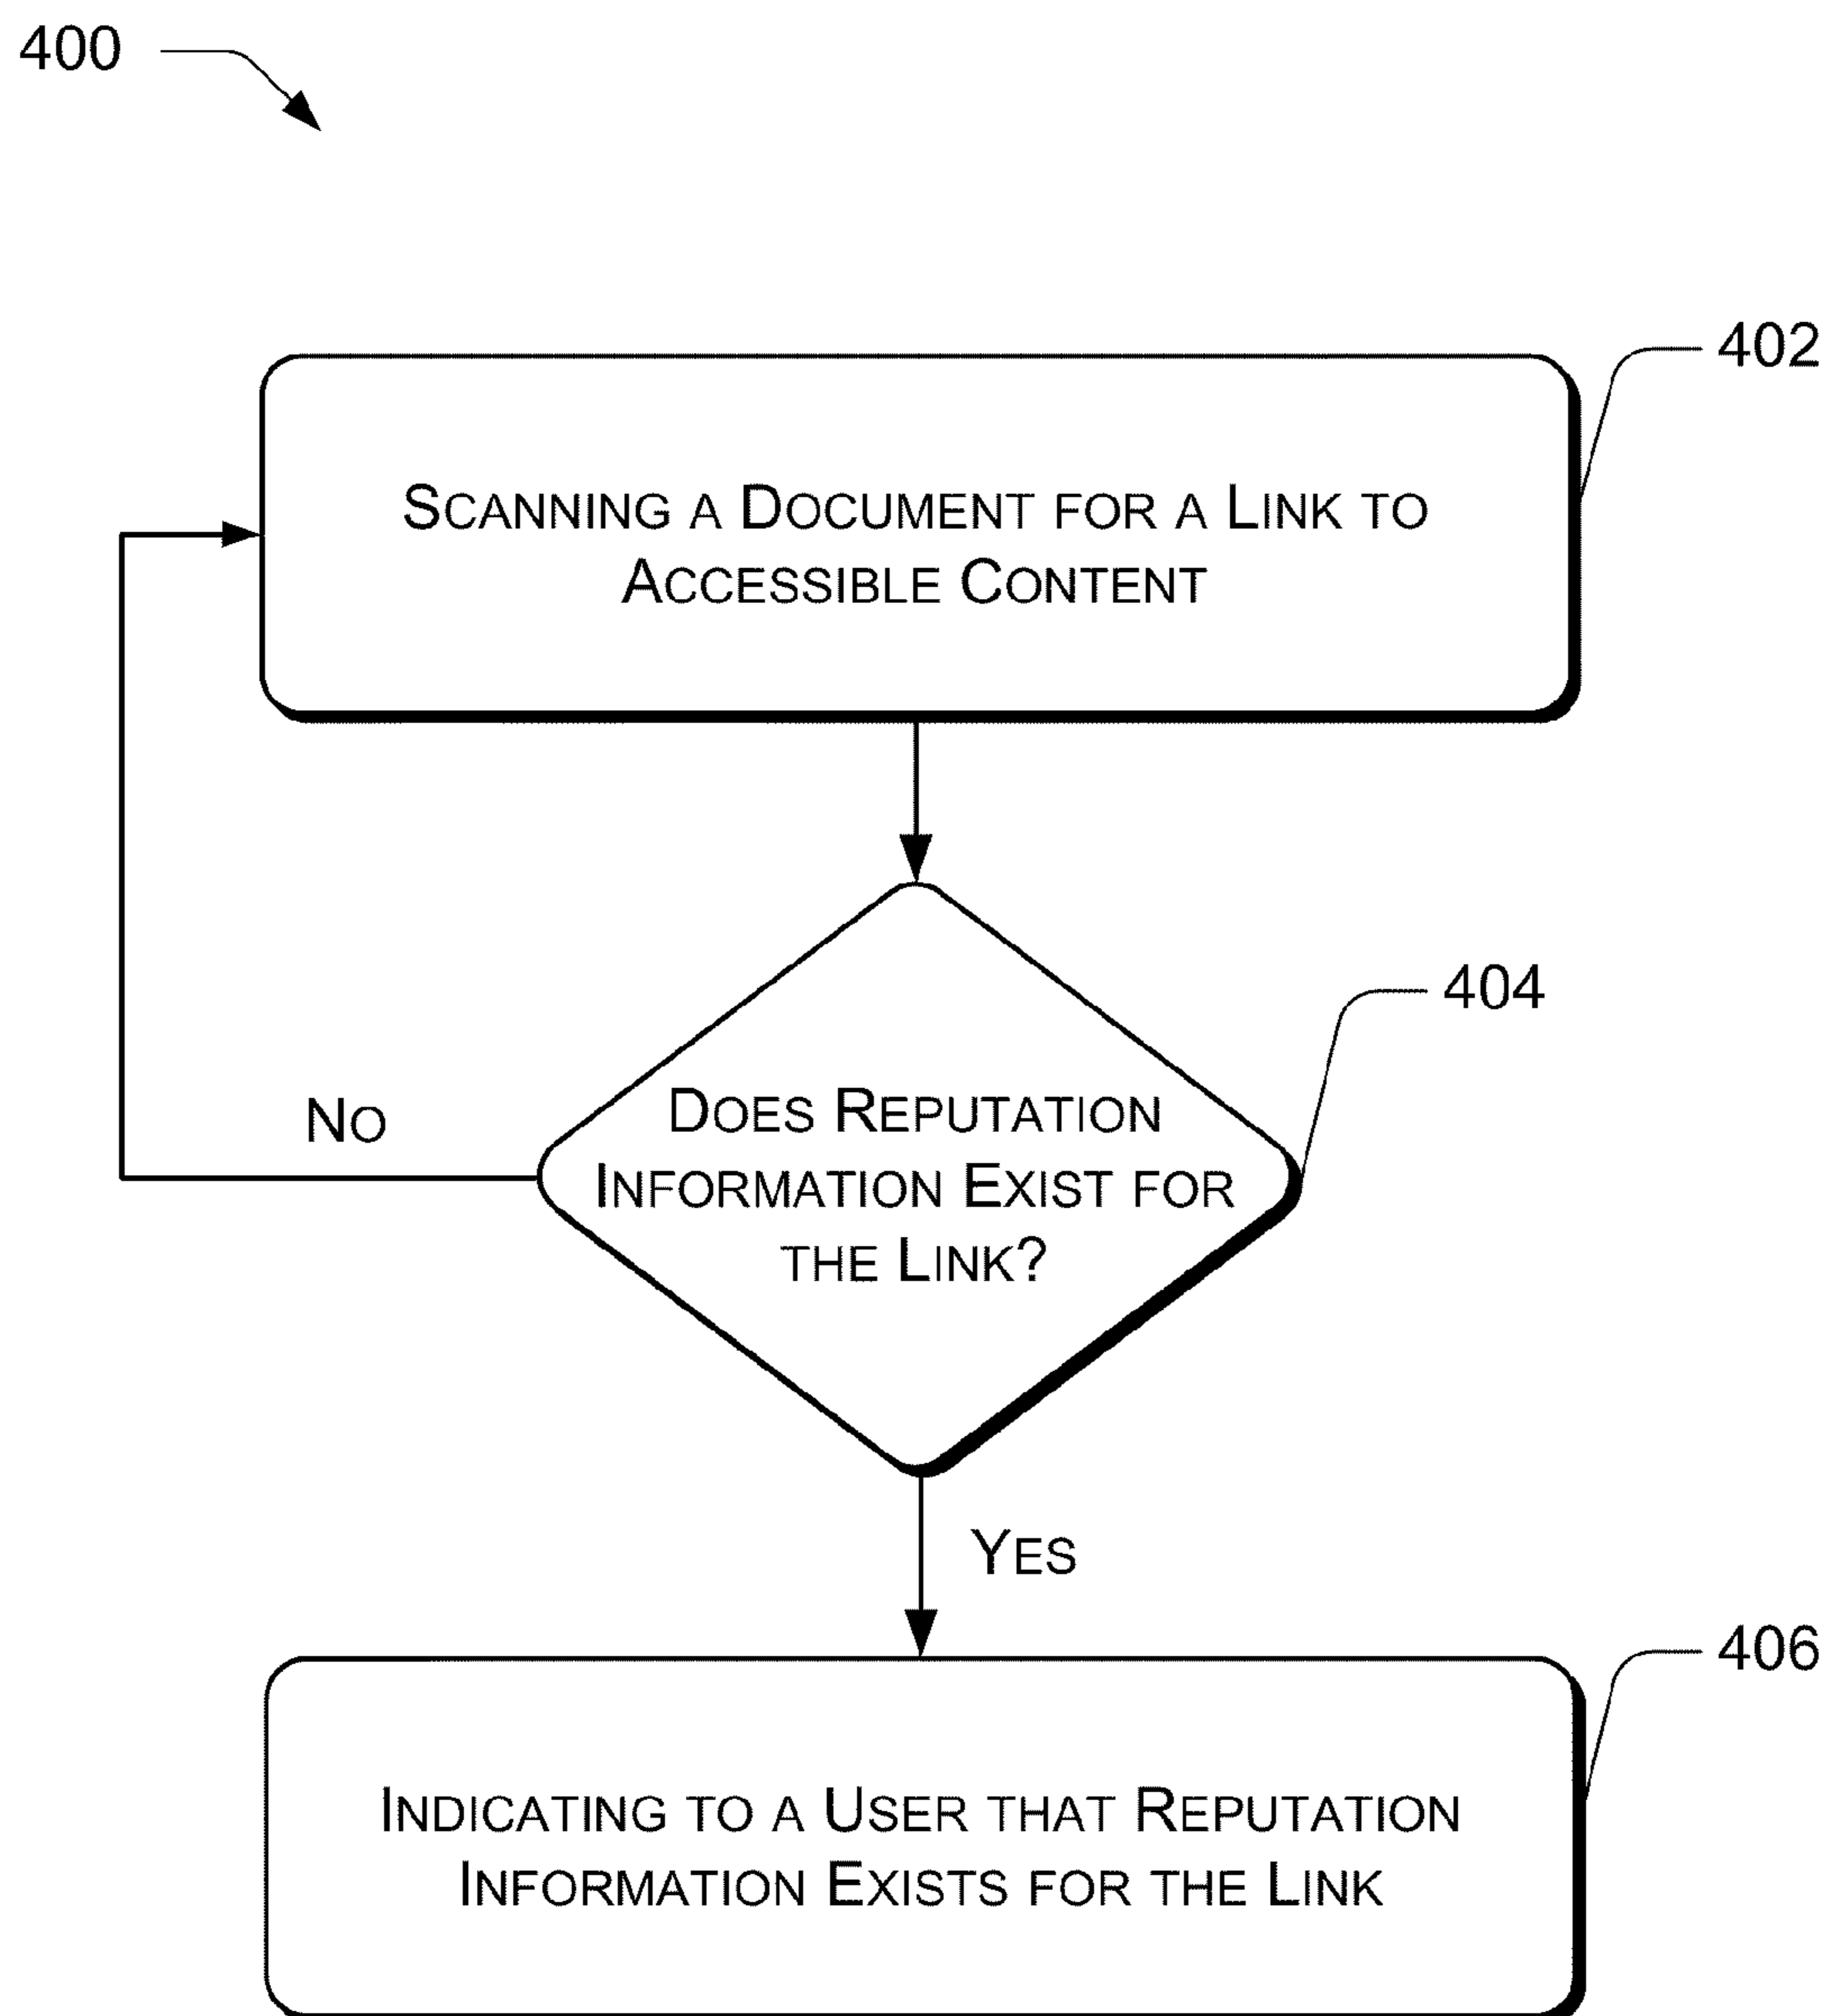 400
402
Scanning a Document for a Link to
Accessible Content
404
No
Does Reputation
Information Exist for
the Link?
Yes
406
Indicating to a User that Reputation
Information Exists for the Link